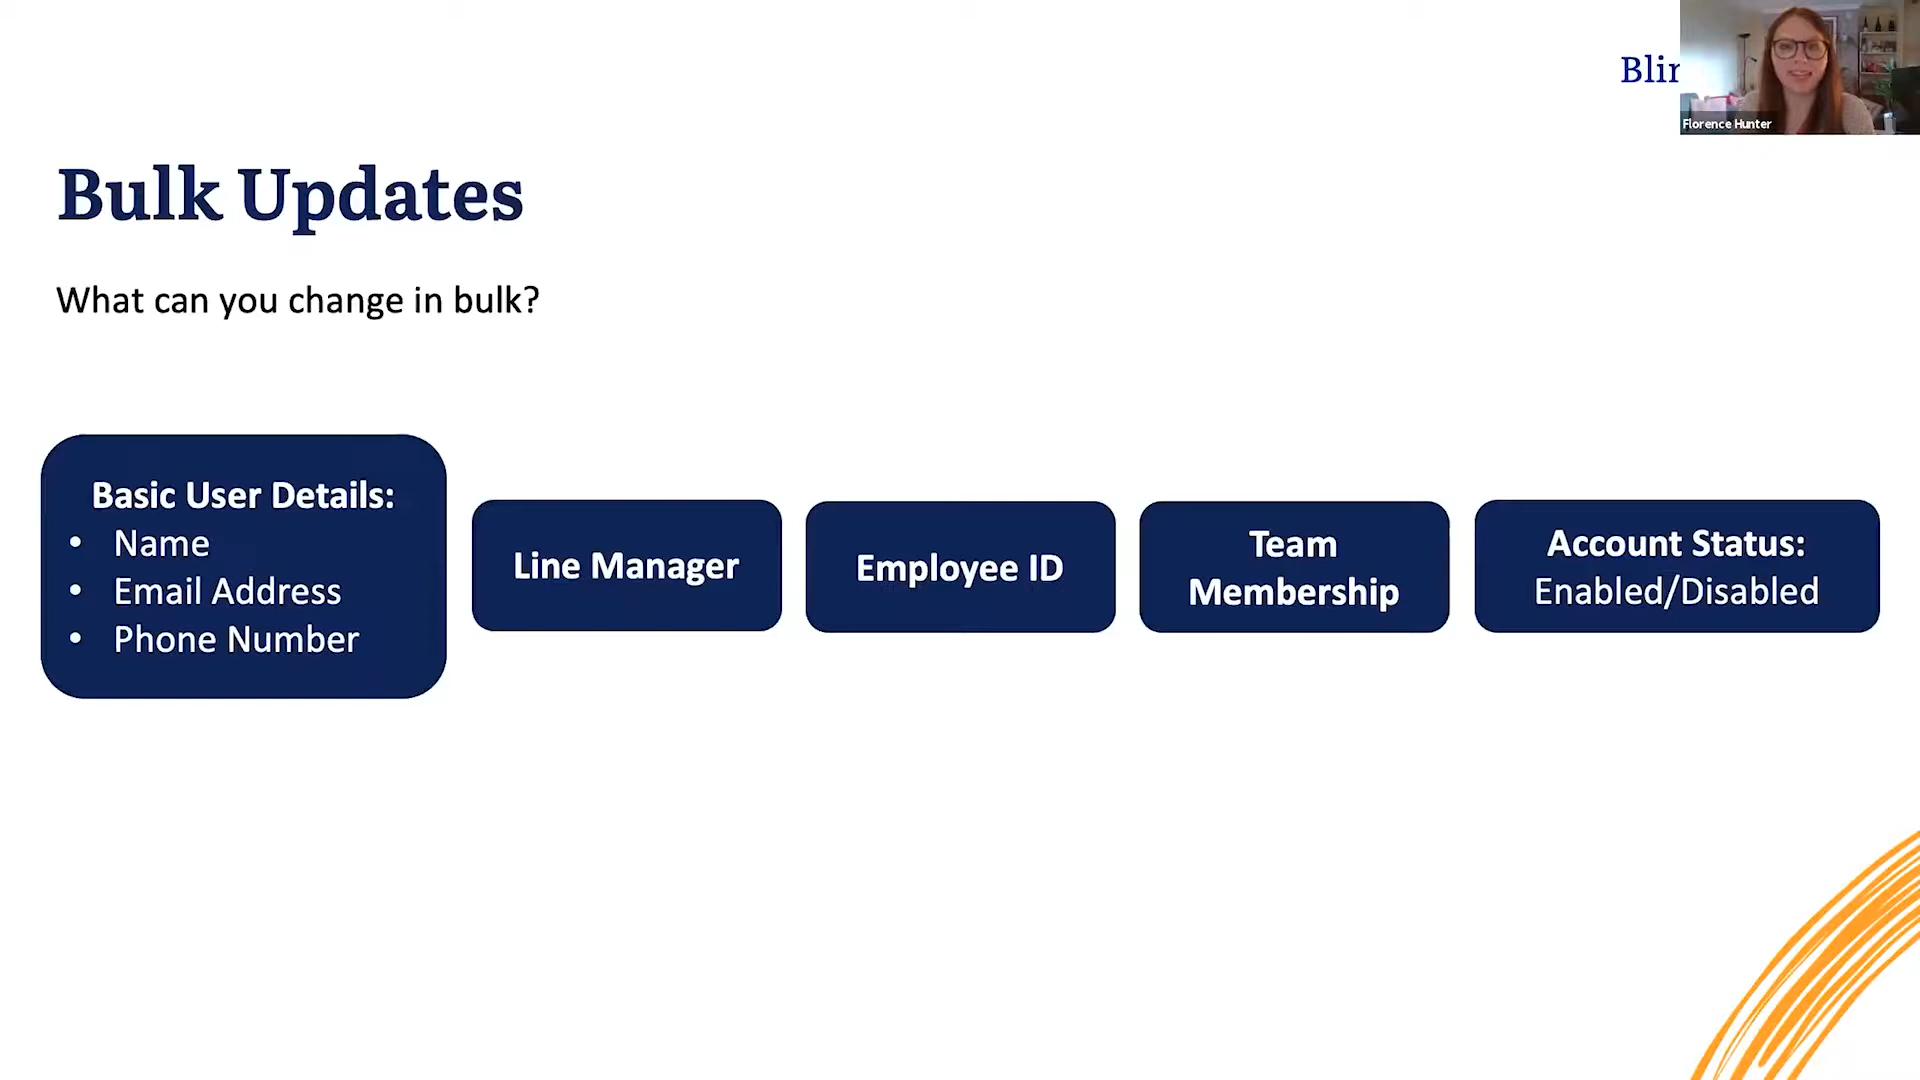 Florence Hunter
Bulk Updates
What can you change in bulk?
Basic User Details:
• Name
• Email Address
• Phone Number
Line Manager
Employee ID
Team
Membership
Account Status:
Enabled/Disabled